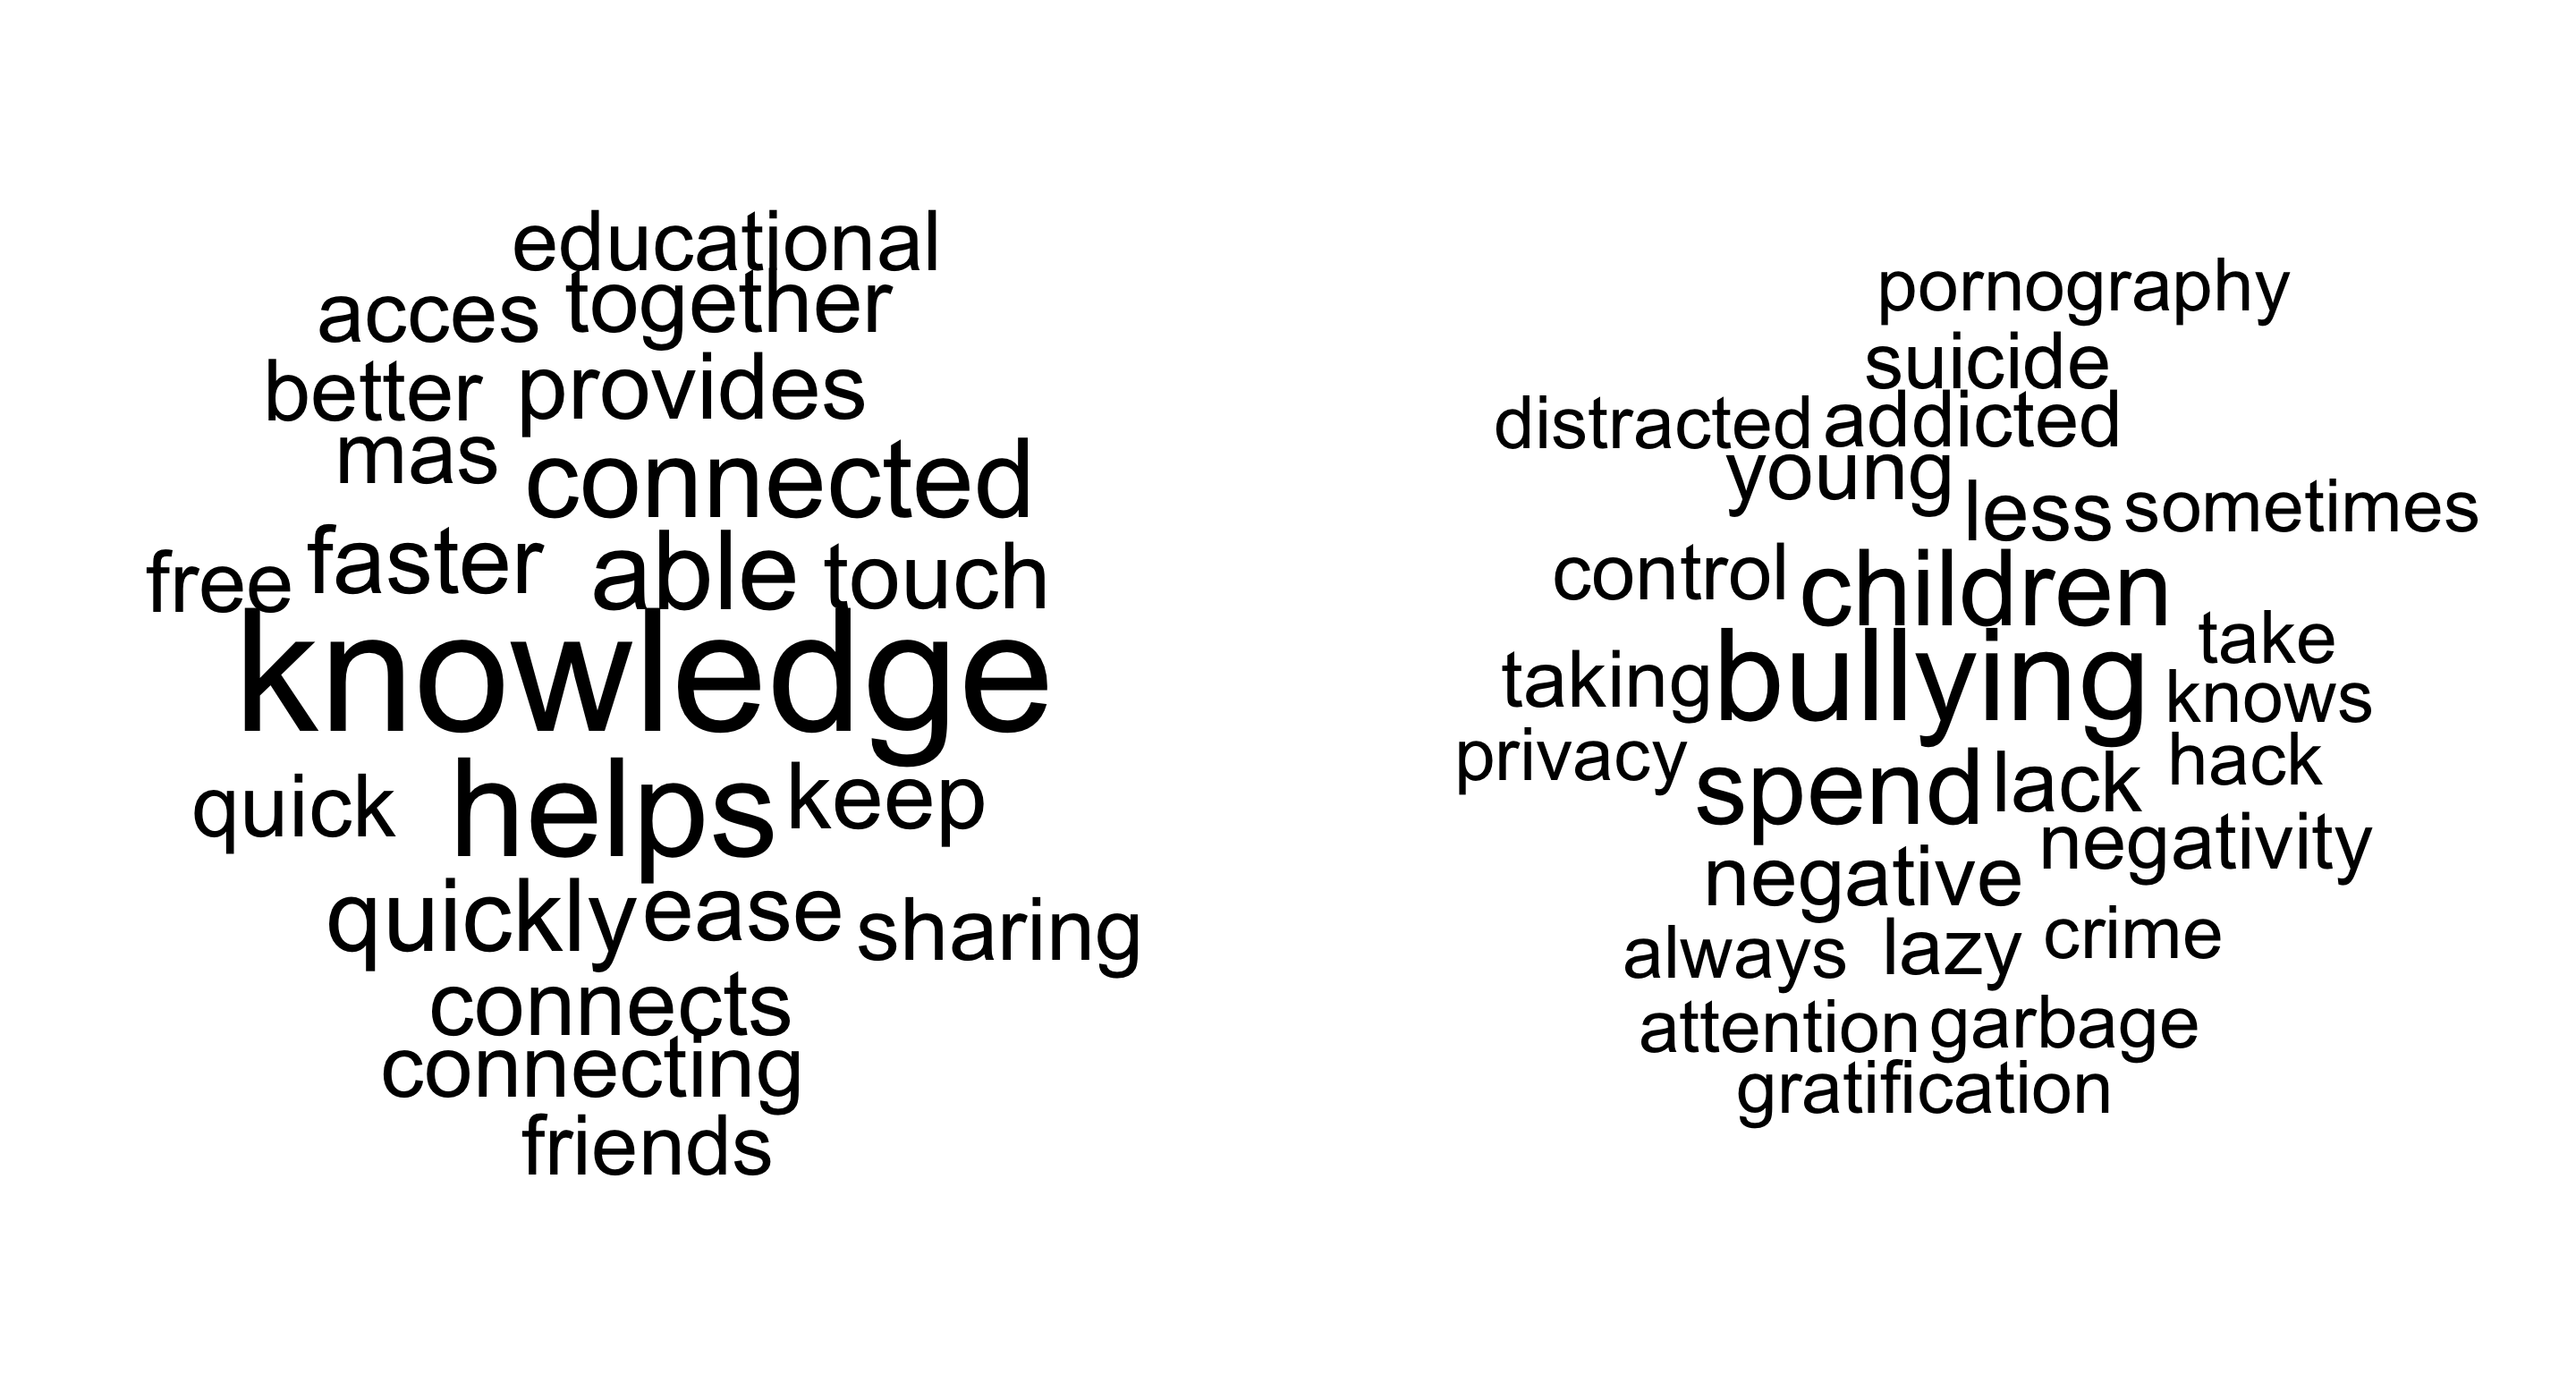 educational
acces together
better provides
mas connected
free faster able touch
knowledge
quick helps keep
quickly ease sharing
connects
connecting
friends
pornography
suicide
distracted addicted
young less sometimes
control children
taking bullying take
knows
privacy spend lack hack
negative negativity
always lazy crime
attention garbage
gratification